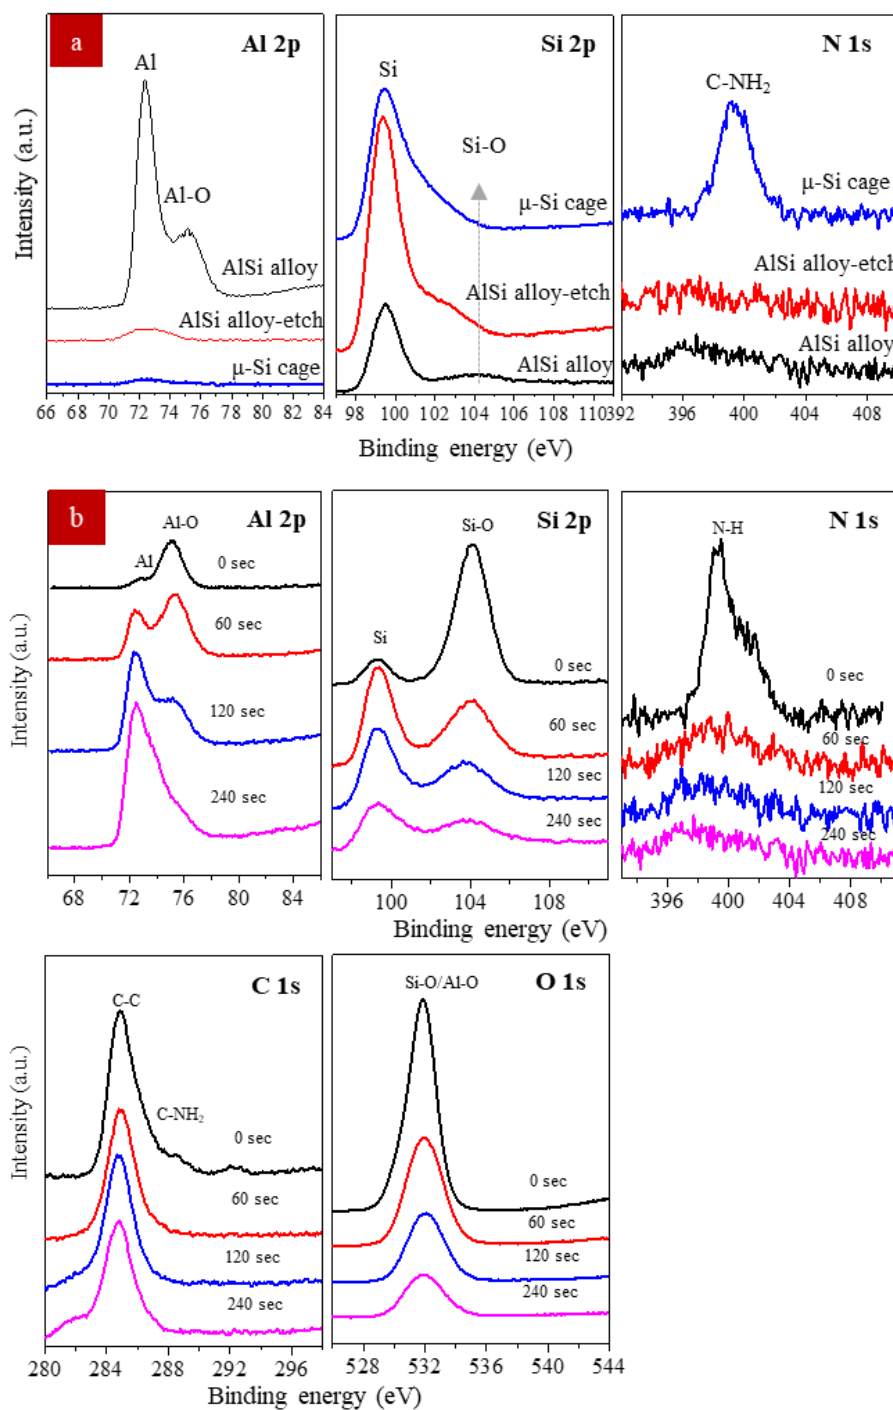 a
Al 2p
Al
Al-O
AlSi alloy
AlSi alloy-etch
μ-Si cage
66 68 70 72 74 76 78 80 82 84
Intensity (a.u.)
Si 2p
Si
Si-O
μ-Si cage
AlSi alloy-etch
AlSi alloy
98 100 102 104 106 108 110
N 1s
C-NH₂
μ-Si cage
AlSi alloy-etch
AlSi alloy
392 396 400 404 408
Binding energy (eV)
b
Al 2p
Al-O
Al
0 sec
60 sec
120 sec
240 sec
68 72 76 80 84
Intensity (a.u.)
Si 2p
Si-O
Si
0 sec
60 sec
120 sec
240 sec
100 104 108
N 1s
N-H
0 sec
60 sec
120 sec
240 sec
396 400 404 408
Binding energy (eV)
C 1s
C-C
C-NH₂
0 sec
60 sec
120 sec
240 sec
280 284 288 292 296
Intensity (a.u.)
O 1s
Si-O/Al-O
0 sec
60 sec
120 sec
240 sec
528 532 536 540 544
Binding energy (eV)